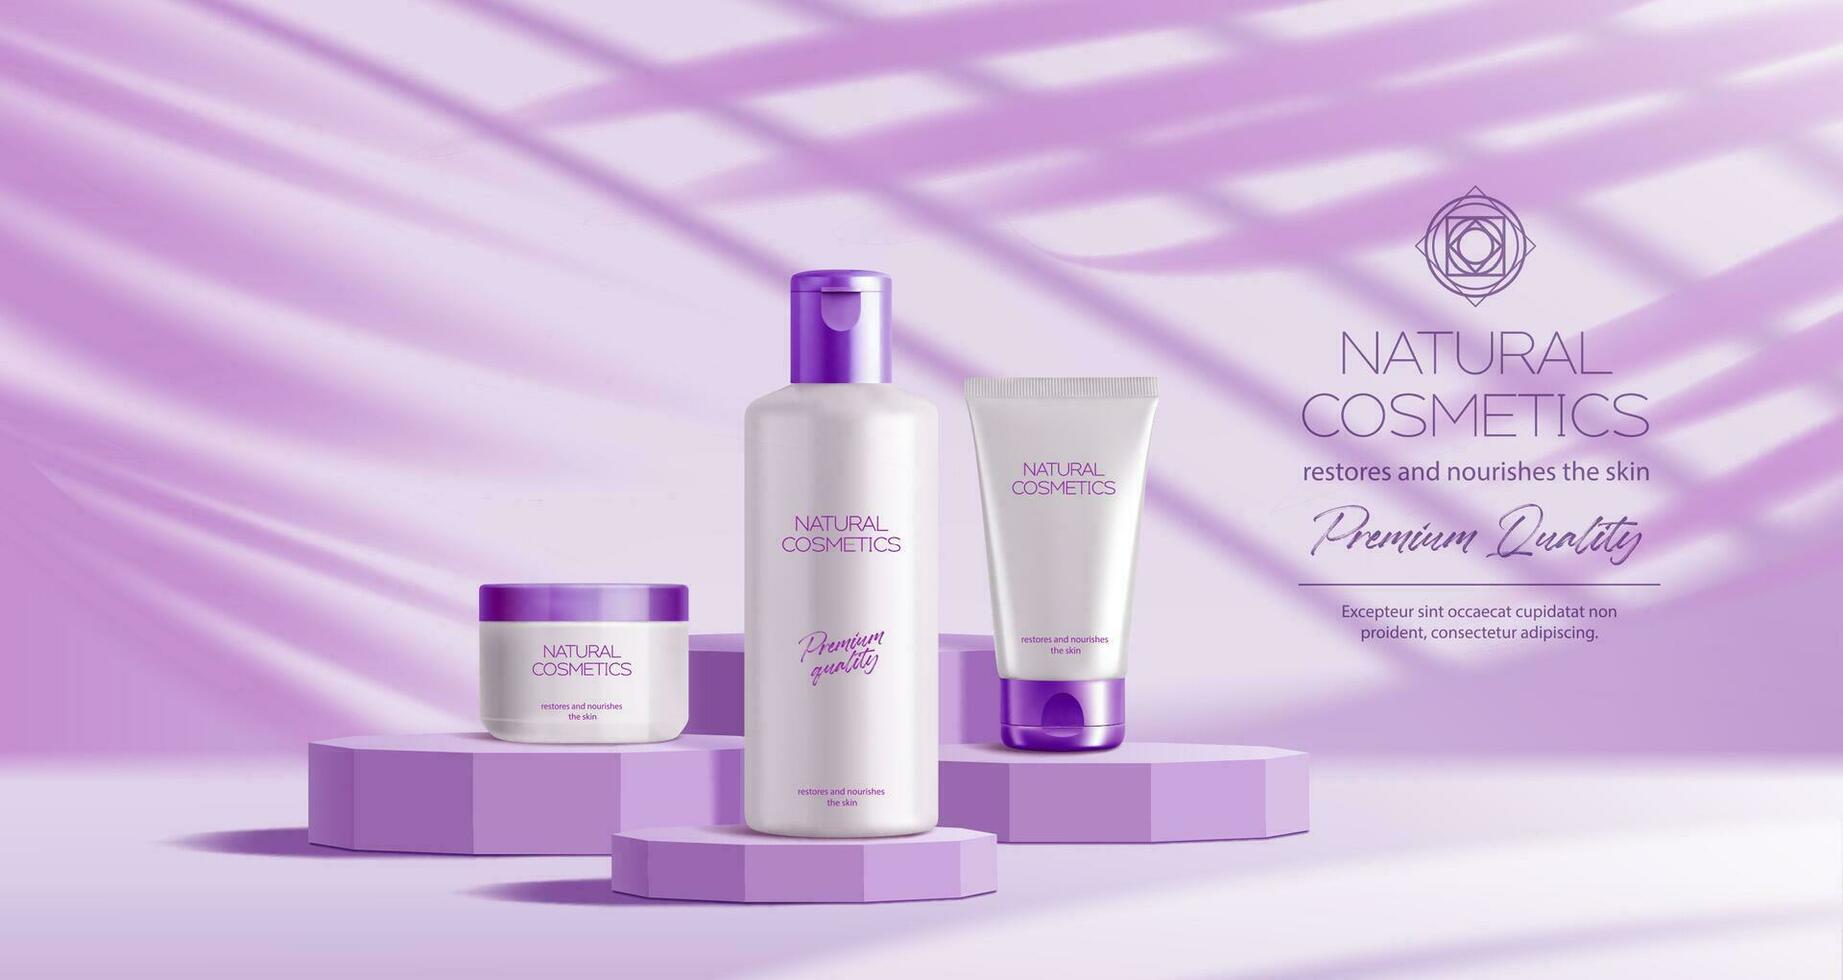 NATURAL
COSMETICS
restores and nourishes the skin
Premium Quality
Excepteur sint occaecat cupidatat non
proident, consectetur adipiscing.
NATURAL
COSMETICS
restores and nourishes
the skin
NATURAL
COSMETICS
Premium
quality
restores and nourishes
the skin
NATURAL
COSMETICS
restores and nourishes
the skin